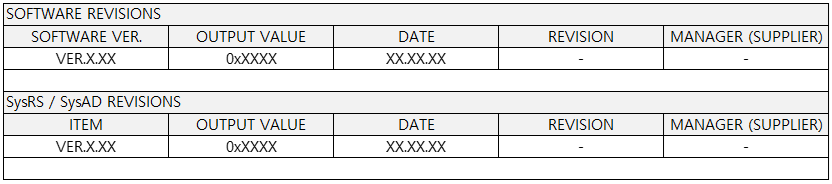 SOFTWARE REVISIONS
SOFTWARE VER. OUTPUT VALUE DATE REVISION MANAGER (SUPPLIER)
VER.X.XX 0xXXXX XX.XX.XX - -
SysRS / SysAD REVISIONS
ITEM OUTPUT VALUE DATE REVISION MANAGER (SUPPLIER)
VER.X.XX 0xXXXX XX.XX.XX - -